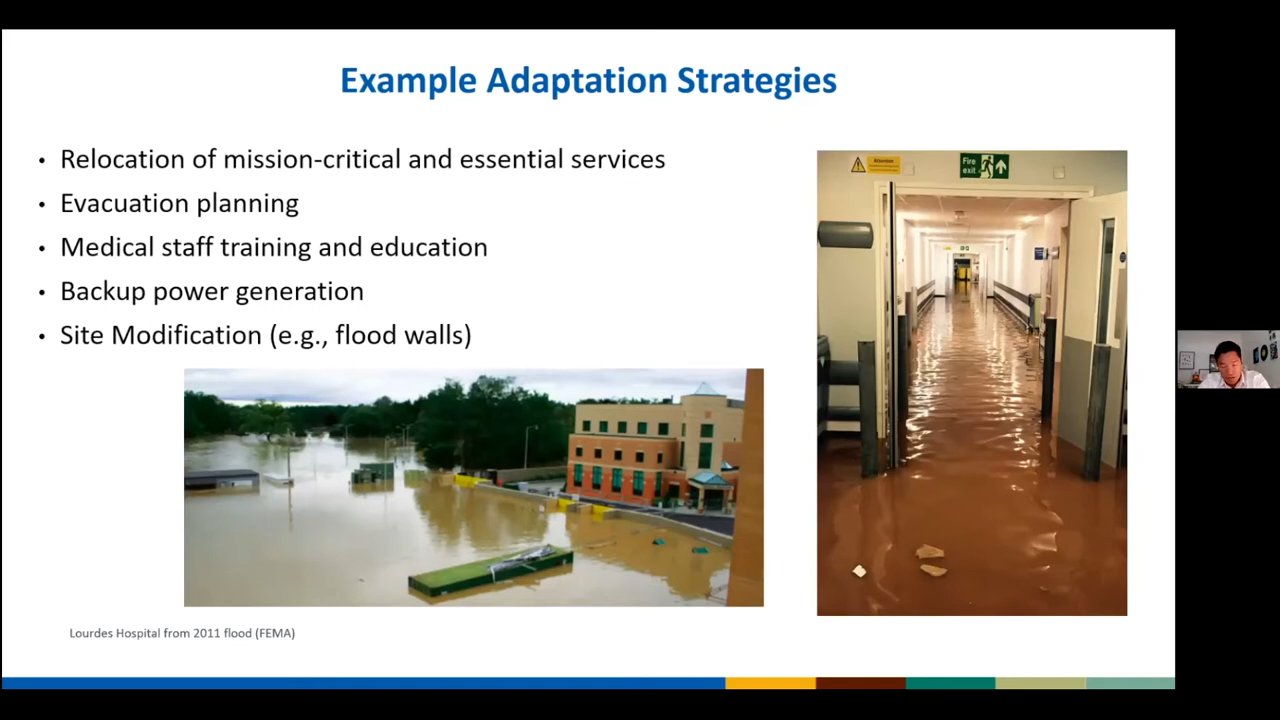 Example Adaptation Strategies
• Relocation of mission-critical and essential services
• Evacuation planning
• Medical staff training and education
• Backup power generation
• Site Modification (e.g., flood walls)
Fire
exit
Lourdes Hospital from 2011 flood (FEMA)